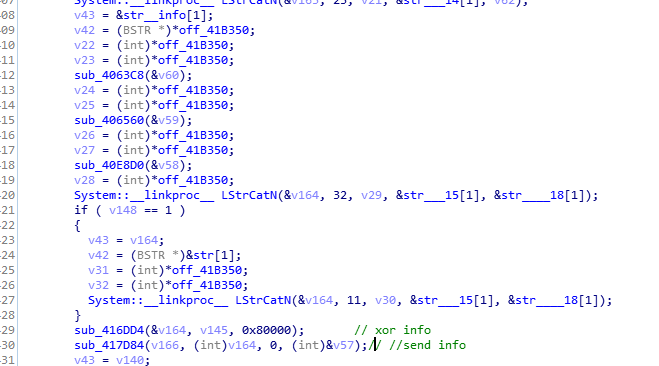 System::__linkproc__ LStrCatN(&v165, 25, v21, &str___14[1], v62);
08 v43 = &str__info[1];
09 v42 = (BSTR *)*off_41B350;
10 v22 = (int)*off_41B350;
11 v23 = (int)*off_41B350;
12 sub_4063C8(&v60);
13 v24 = (int)*off_41B350;
14 v25 = (int)*off_41B350;
15 sub_406560(&v59);
16 v26 = (int)*off_41B350;
17 v27 = (int)*off_41B350;
18 sub_40E8D0(&v58);
19 v28 = (int)*off_41B350;
20 System::__linkproc__ LStrCatN(&v164, 32, v29, &str___15[1], &str____18[1]);
21 if ( v148 == 1 )
22 {
23 v43 = v164;
24 v42 = (BSTR *)&str[1];
25 v31 = (int)*off_41B350;
26 v32 = (int)*off_41B350;
27 System::__linkproc__ LStrCatN(&v164, 11, v30, &str___15[1], &str____18[1]);
28 }
29 sub_416DD4(&v164, v145, 0x80000); // xor info
30 sub_417D84(v166, (int)v164, 0, (int)&v57);// //send info
31 v43 = v140;